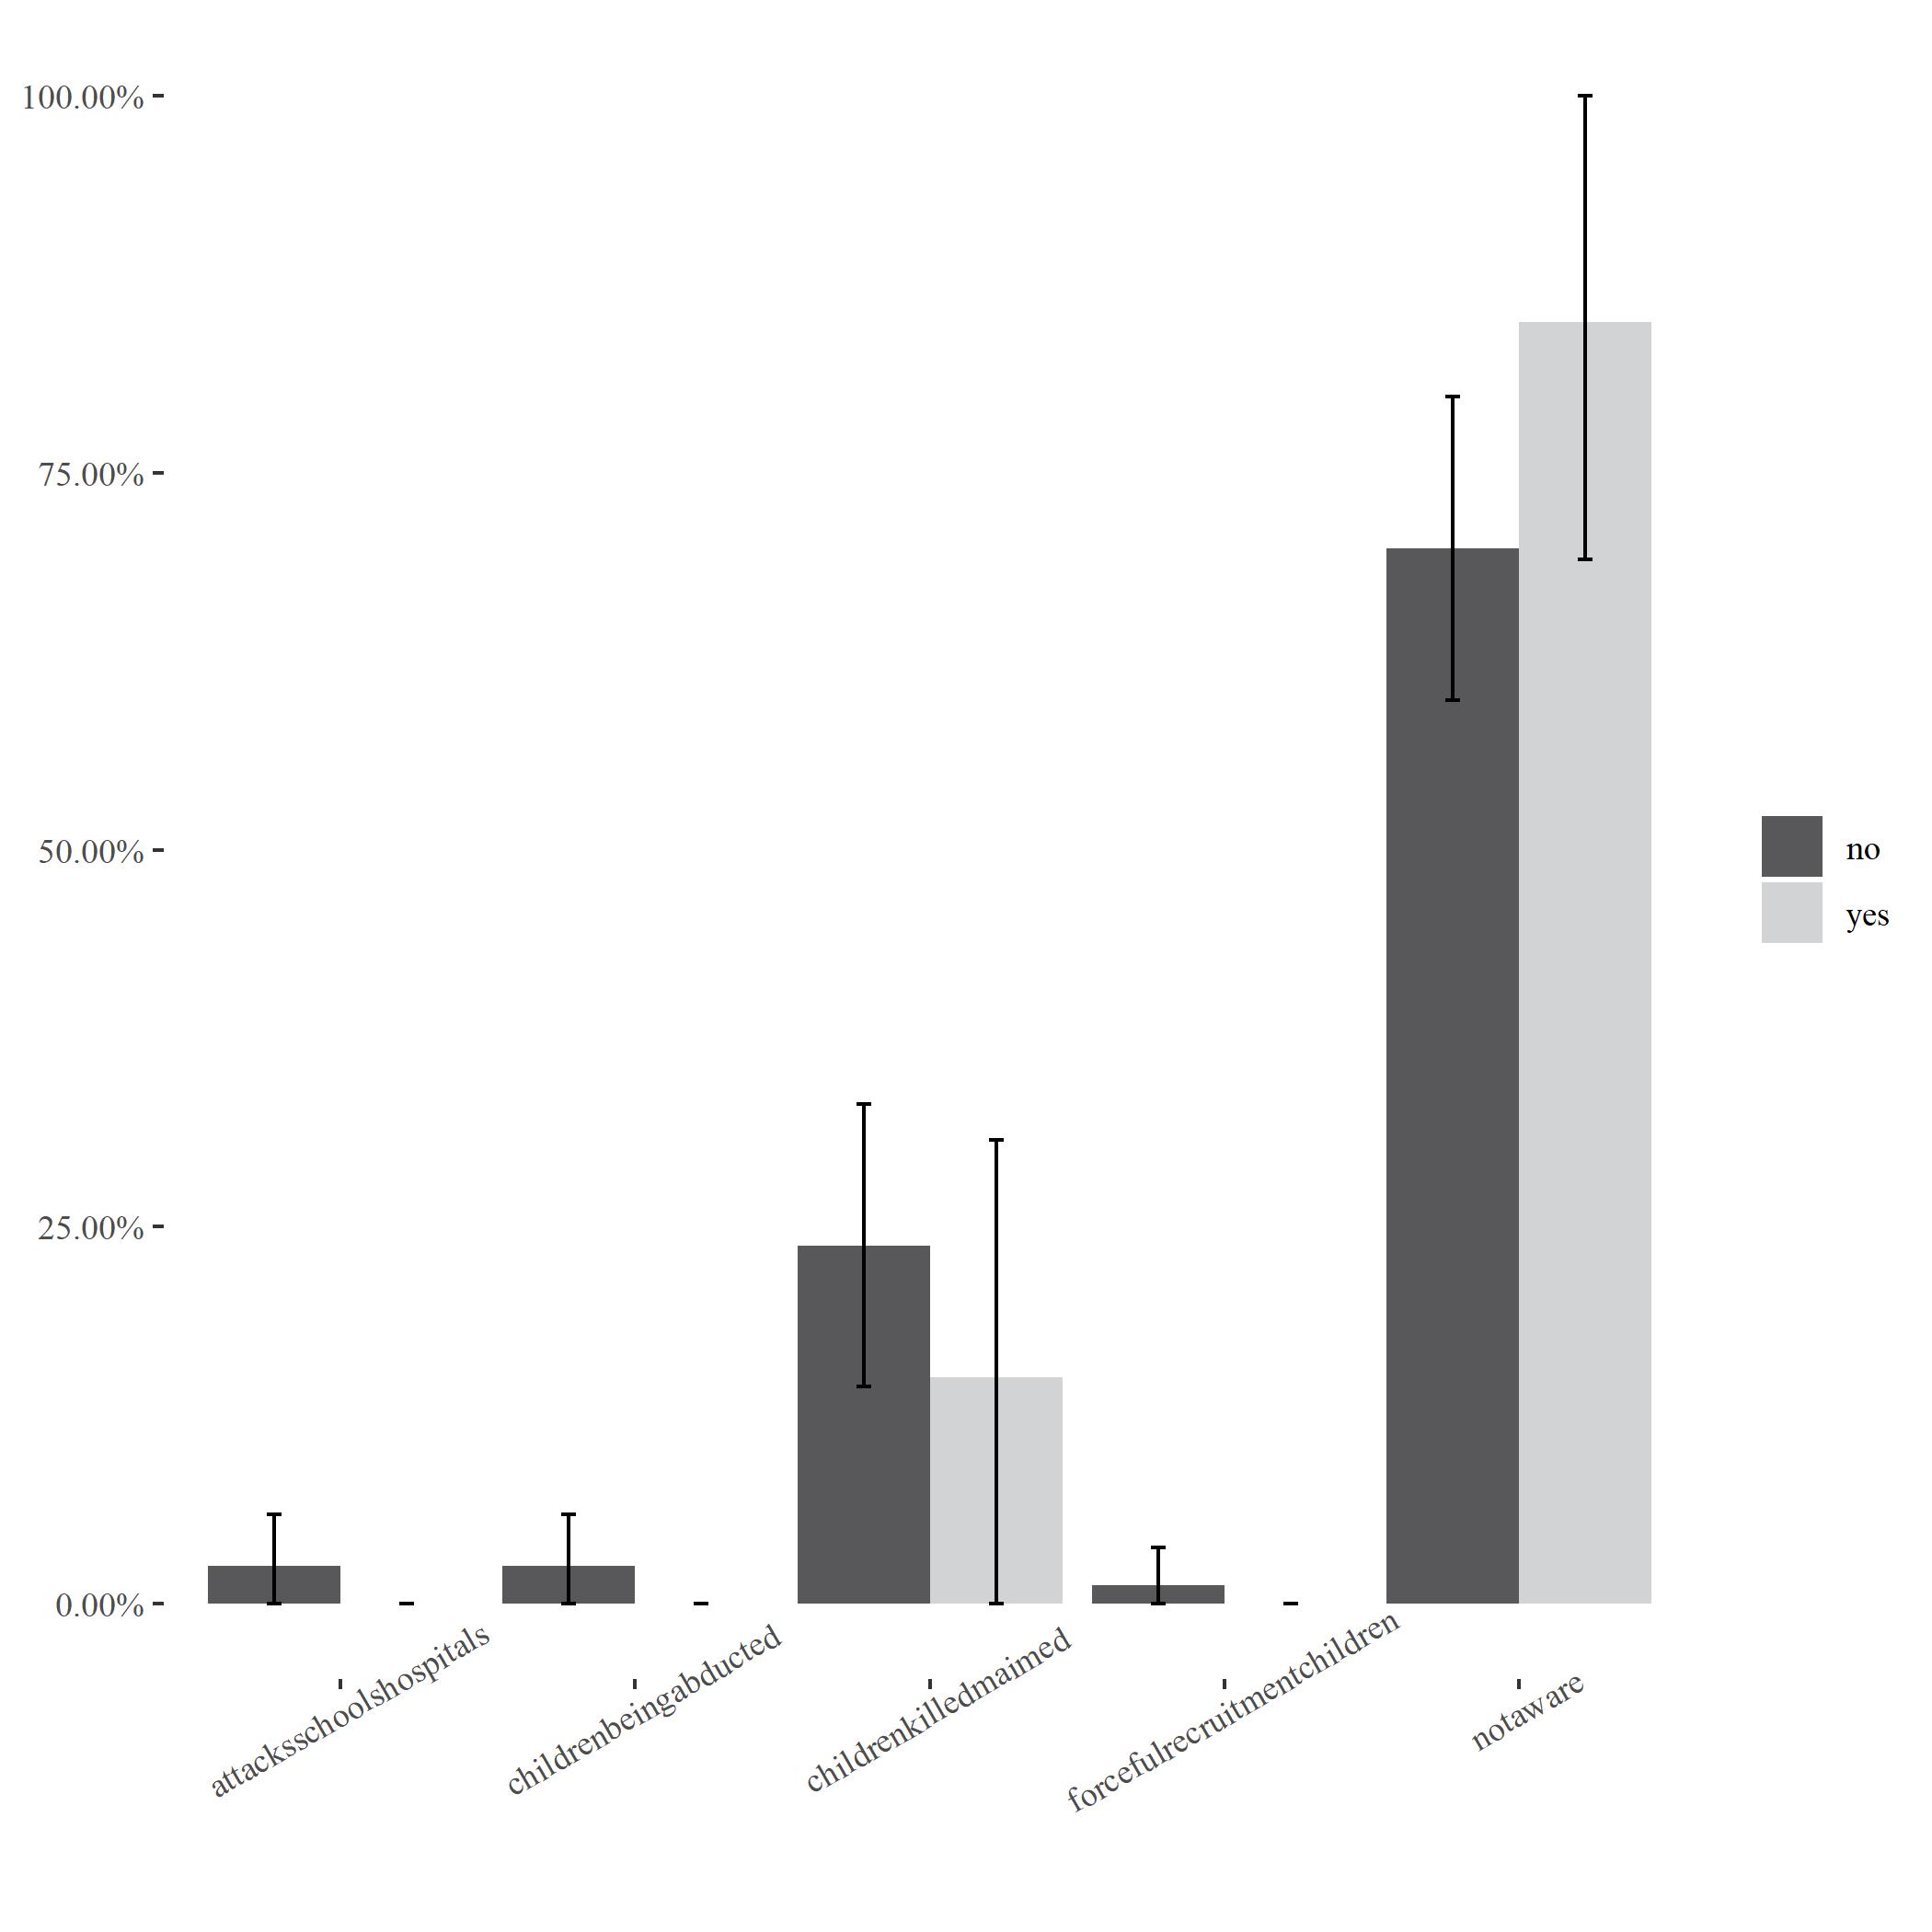 100.00%
75.00%
50.00%
25.00%
0.00%
attacksschoolshospitals
childrenbeingabducted
childrenkilledmaimed
forcefulrecruitmentchildren
notaware
no
yes